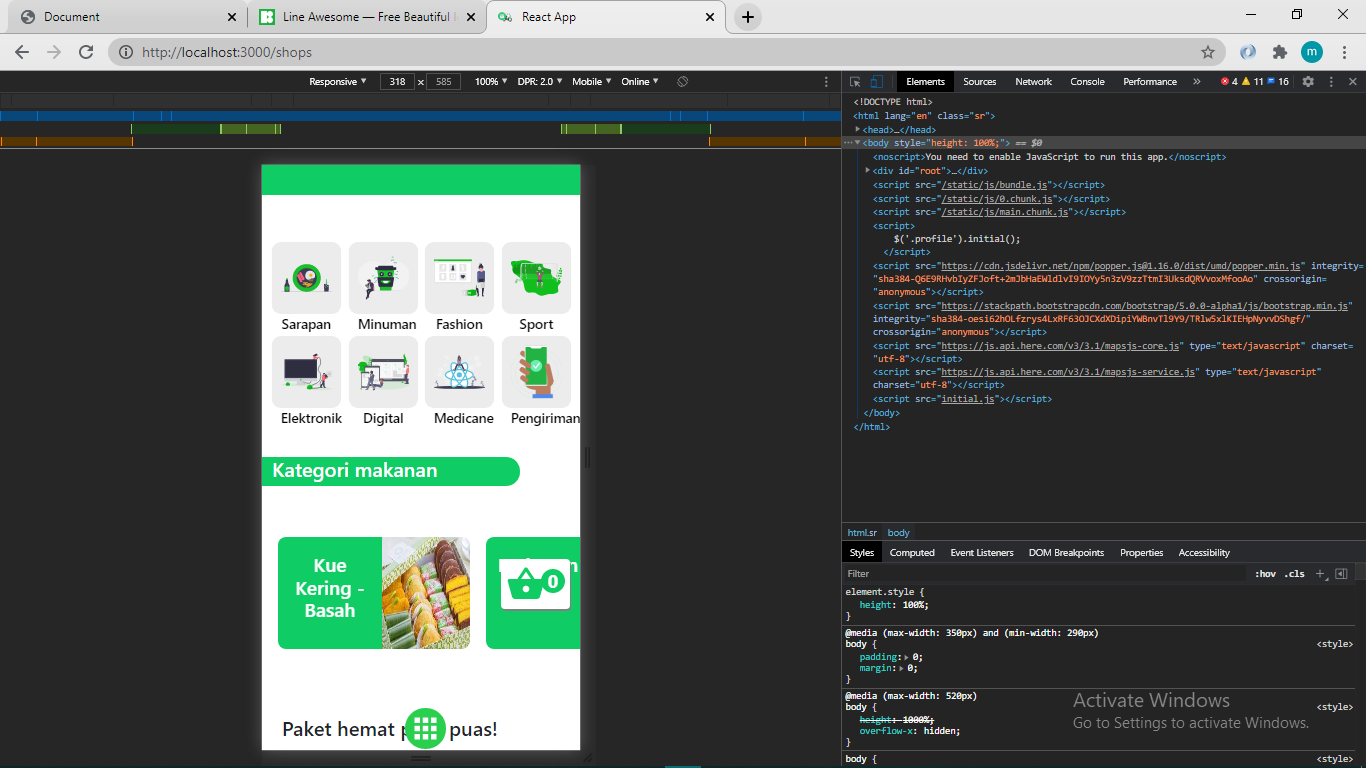 Document
Line Awesome — Free Beautiful
React App
http://localhost:3000/shops
m
Responsive 318 × 585 100% DPR: 2.0 Mobile Online
Elements Sources Network Console Performance » 4 11 16
Sarapan Minuman Fashion Sport
Elektronik Digital Medicane Pengiriman
Kategori makanan
Kue
Kering -
Basah
0
Paket hemat puas!
<!DOCTYPE html>
<html lang="en" class="sr">
<head>…</head>
<body style="height: 100%;"> == $0
<noscript>You need to enable JavaScript to run this app.</noscript>
<div id="root">…</div>
<script src="/static/js/bundle.js"></script>
<script src="/static/js/0.chunk.js"></script>
<script src="/static/js/main.chunk.js"></script>
<script>
$('.profile').initial();
</script>
<script src="https://cdn.jsdelivr.net/npm/popper.js@1.16.0/dist/umd/popper.min.js" integrity=
"sha384-Q6E9RHvbIyZFJoft+2mJbHaEWldlvI9IOYy5n3zV9zzTtmI3UksdQRVvoxMfooAo" crossorigin=
"anonymous"></script>
<script src="https://stackpath.bootstrapcdn.com/bootstrap/5.0.0-alpha1/js/bootstrap.min.js"
integrity="sha384-oesi62hOLfzrys4LxRF63OJCXdXDipiYWBnvTl9Y9/TRlw5xlKIEHpNyvvDShgf/"
crossorigin="anonymous"></script>
<script src="https://js.api.here.com/v3/3.1/mapsjs-core.js" type="text/javascript" charset=
"utf-8"></script>
<script src="https://js.api.here.com/v3/3.1/mapsjs-service.js" type="text/javascript"
charset="utf-8"></script>
<script src="initial.js"></script>
</body>
</html>
html.sr body
Styles Computed Event Listeners DOM Breakpoints Properties Accessibility
Filter :hov .cls +
element.style {
height: 100%;
}
@media (max-width: 350px) and (min-width: 290px)
body { <style>
padding: 0;
margin: 0;
}
@media (max-width: 520px)
body { <style>
height: 1000%;
overflow-x: hidden;
}
body { <style>
Activate Windows
Go to Settings to activate Windows.